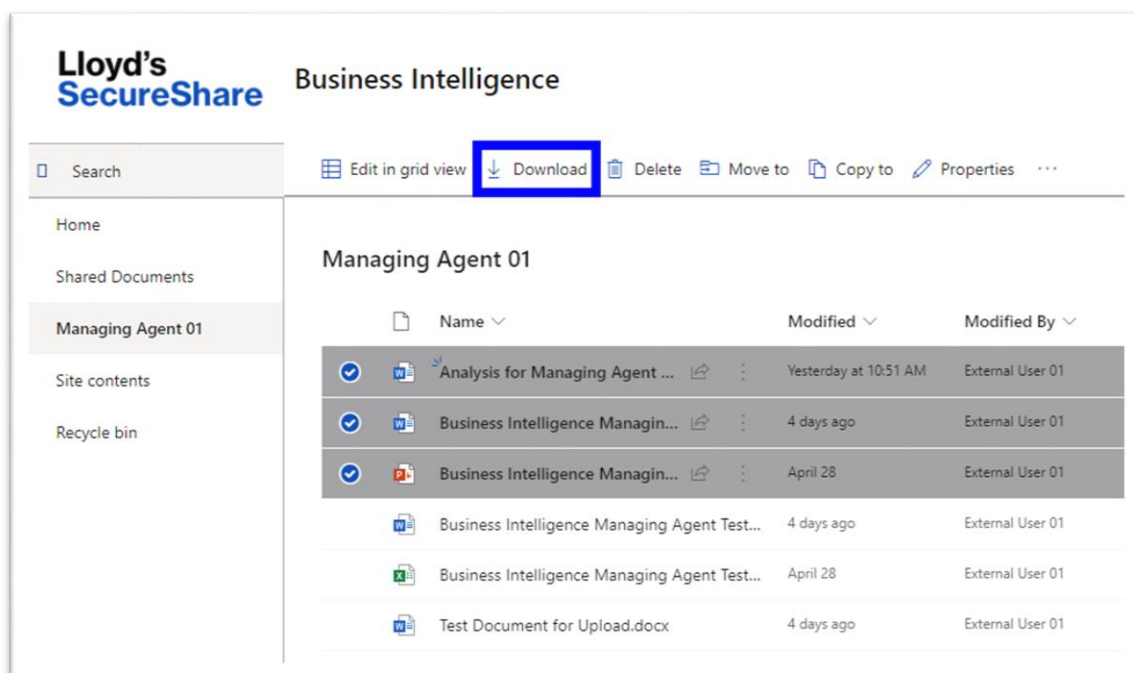 Lloyd's
SecureShare
Business Intelligence
Search
Edit in grid view Download Delete Move to Copy to Properties ...
Home
Shared Documents
Managing Agent 01
Site contents
Recycle bin
Managing Agent 01
Name Modified Modified By
Analysis for Managing Agent ... Yesterday at 10:51 AM External User 01
Business Intelligence Managin... 4 days ago External User 01
Business Intelligence Managin... April 28 External User 01
Business Intelligence Managing Agent Test... 4 days ago External User 01
Business Intelligence Managing Agent Test... April 28 External User 01
Test Document for Upload.docx 4 days ago External User 01